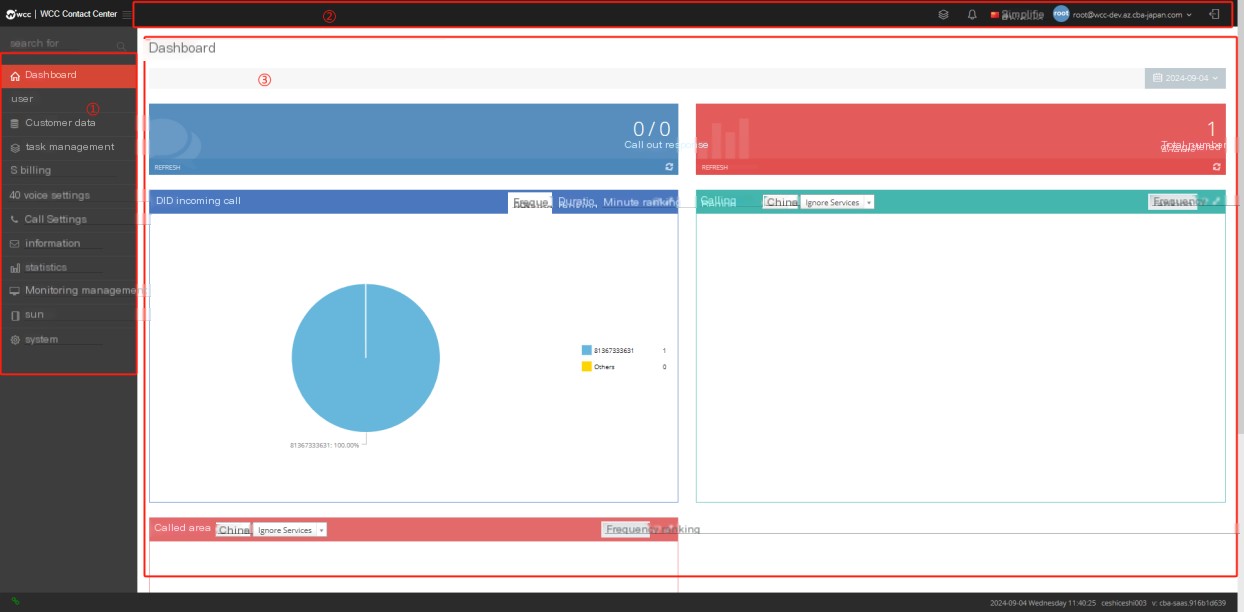 wcc | WCC Contact Center
②
root
root@wcc-dev.az.cba-japan.com
search for
Dashboard
Dashboard
user
①
③
2024-09-04
Customer data
task management
S billing
40 voice settings
Call Settings
information
statistics
Monitoring managemen
sun
system
0 / 0
Call out response
REFRESH
1
Total number
REFRESH
DID incoming call
Minute ranking
81367333631 1
Others 0
81367333631: 100.00%
Calling
China
Ignore Services
Frequency
Called area
China
Ignore Services
Frequency ranking
2024-09-04 Wednesday 11:40:25 ceshiceshi003 v: cba-saas.916b1d639